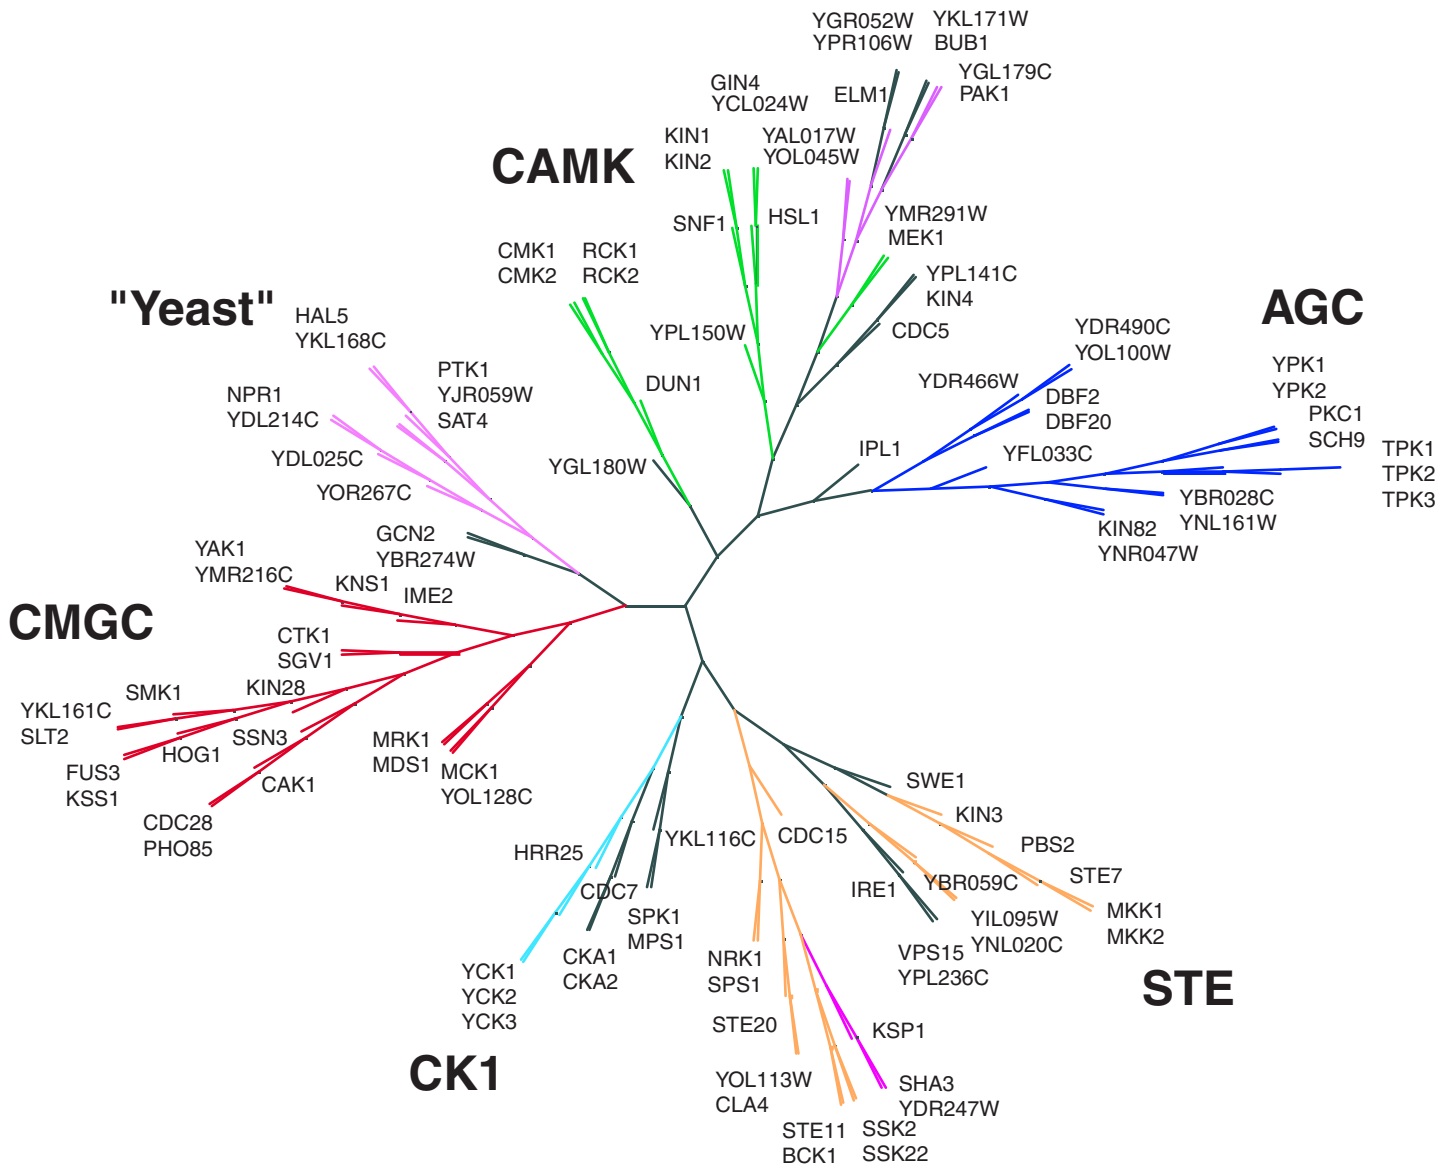 YGR052W
YPR106W
YKL171W
BUB1
YGL179C
PAK1
ELM1
GIN4
YCL024W
KIN1
KIN2
YAL017W
YOL045W
CAMK
SNF1
HSL1
YMR291W
MEK1
CMK1
CMK2
RCK1
RCK2
YPL141C
KIN4
CDC5
"Yeast"
HAL5
YKL168C
AGC
YPL150W
YDR490C
YOL100W
YPK1
YPK2
PTK1
YJR059W
SAT4
NPR1
YDL214C
DUN1
YDR466W
DBF2
DBF20
PKC1
SCH9
YDL025C
YGL180W
IPL1
YFL033C
TPK1
TPK2
TPK3
YOR267C
YBR028C
YNL161W
KIN82
YNR047W
GCN2
YBR274W
YAK1
YMR216C
KNS1
IME2
CMGC
CTK1
SGV1
SMK1
KIN28
YKL161C
SLT2
SSN3
HOG1
FUS3
KSS1
CAK1
MRK1
MDS1
MCK1
YOL128C
CDC28
PHO85
SWE1
KIN3
YKL116C
CDC15
PBS2
HRR25
CDC7
IRE1
YBR059C
STE7
SPK1
MPS1
YIL095W
YNL020C
MKK1
MKK2
CKA1
CKA2
NRK1
SPS1
VPS15
YPL236C
YCK1
YCK2
YCK3
STE
STE20
KSP1
CK1
YOL113W
CLA4
SHA3
YDR247W
STE11
BCK1
SSK2
SSK22